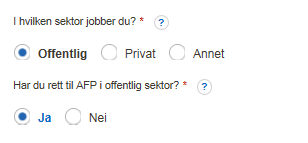 I hvilken sektor jobber du? * ?
Offentlig Privat Annet
Har du rett til AFP i offentlig sektor? * ?
Ja Nei